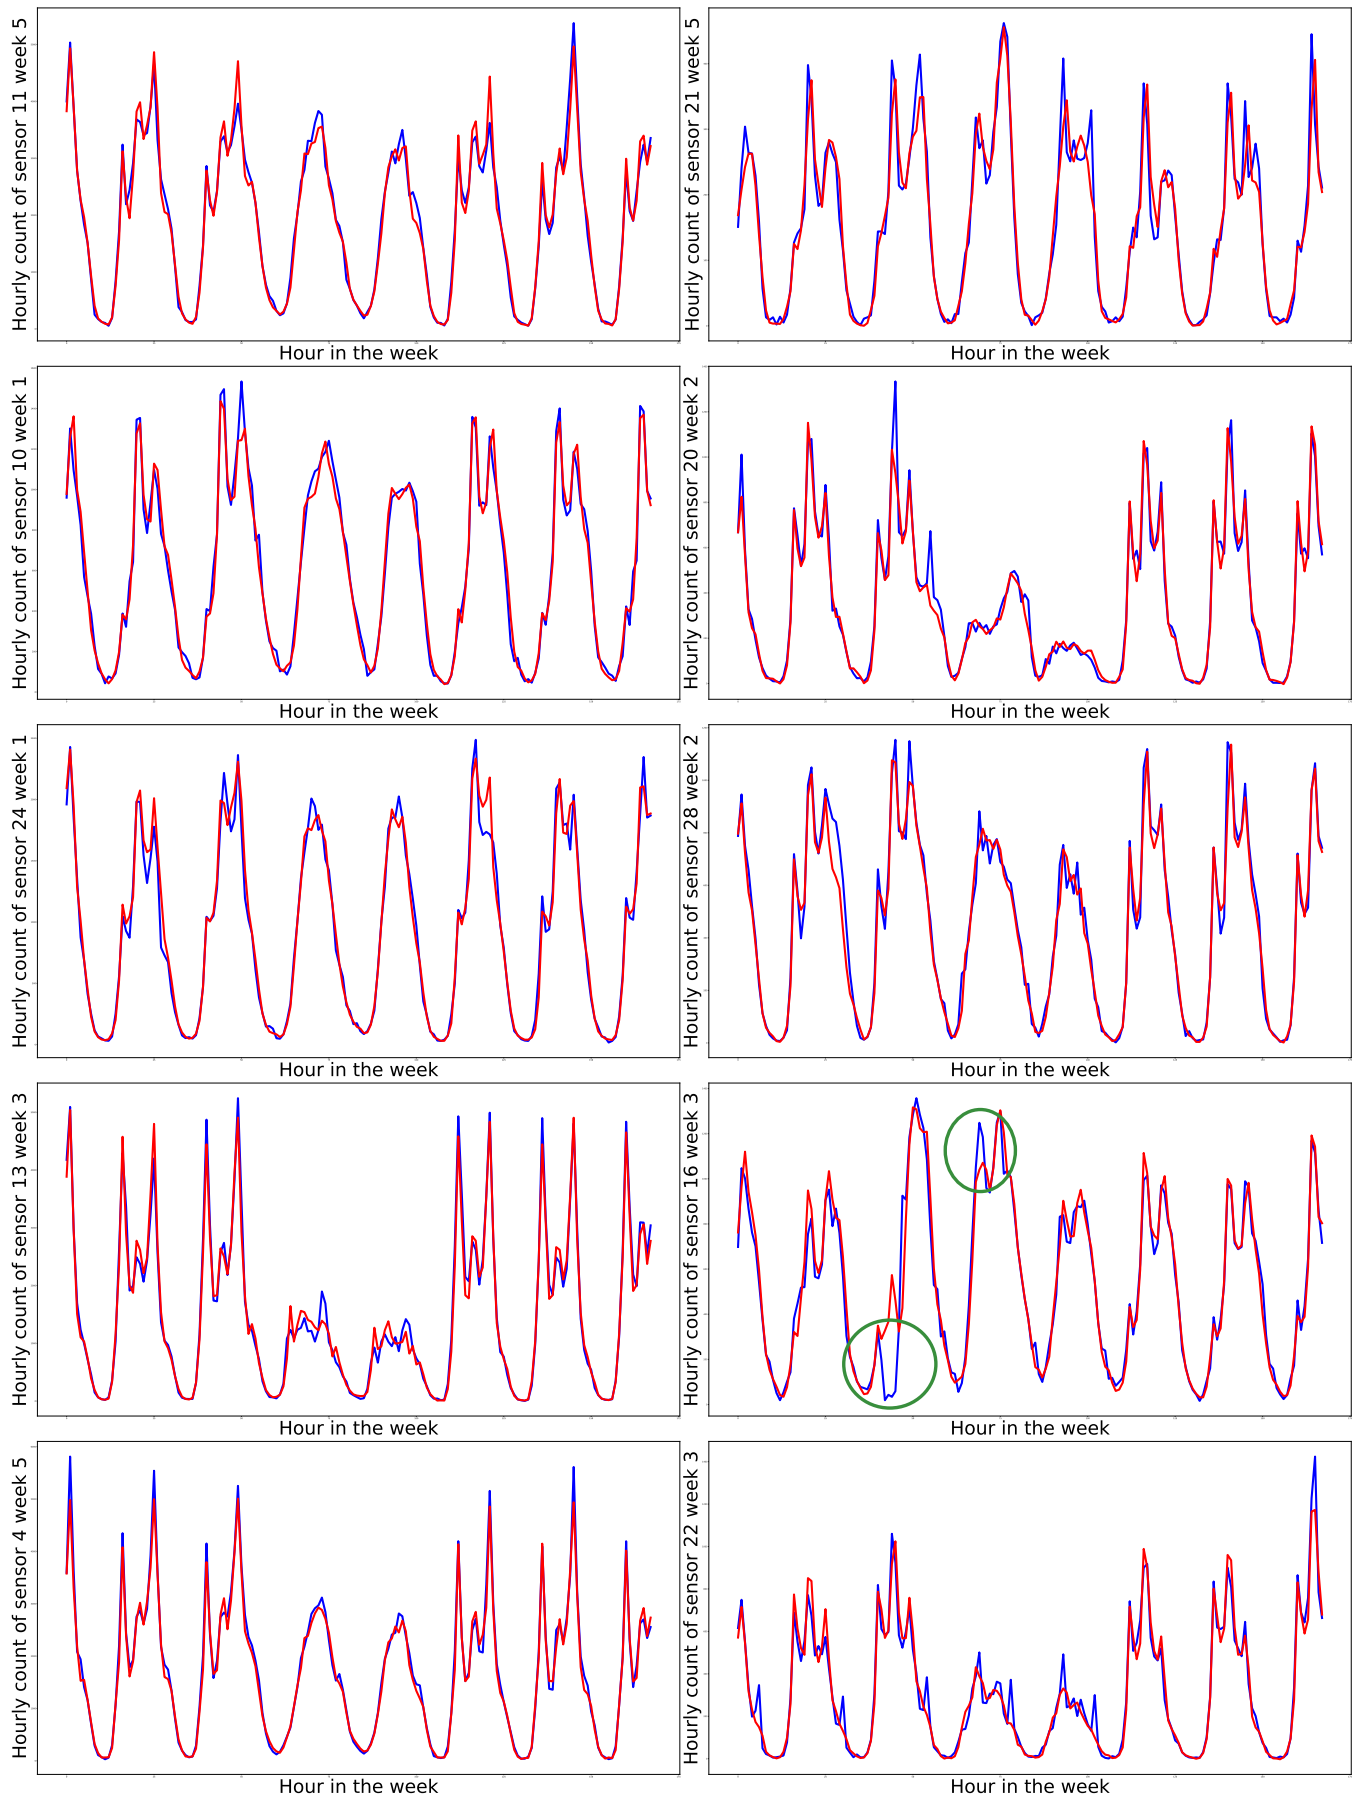 Hourly count of sensor 11 week 5
Hour in the week
Hourly count of sensor 21 week 5
Hour in the week
Hourly count of sensor 10 week 1
Hour in the week
Hourly count of sensor 20 week 2
Hour in the week
Hourly count of sensor 24 week 1
Hour in the week
Hourly count of sensor 28 week 2
Hour in the week
Hourly count of sensor 13 week 3
Hour in the week
Hourly count of sensor 16 week 3
Hour in the week
Hourly count of sensor 4 week 5
Hour in the week
Hourly count of sensor 22 week 3
Hour in the week